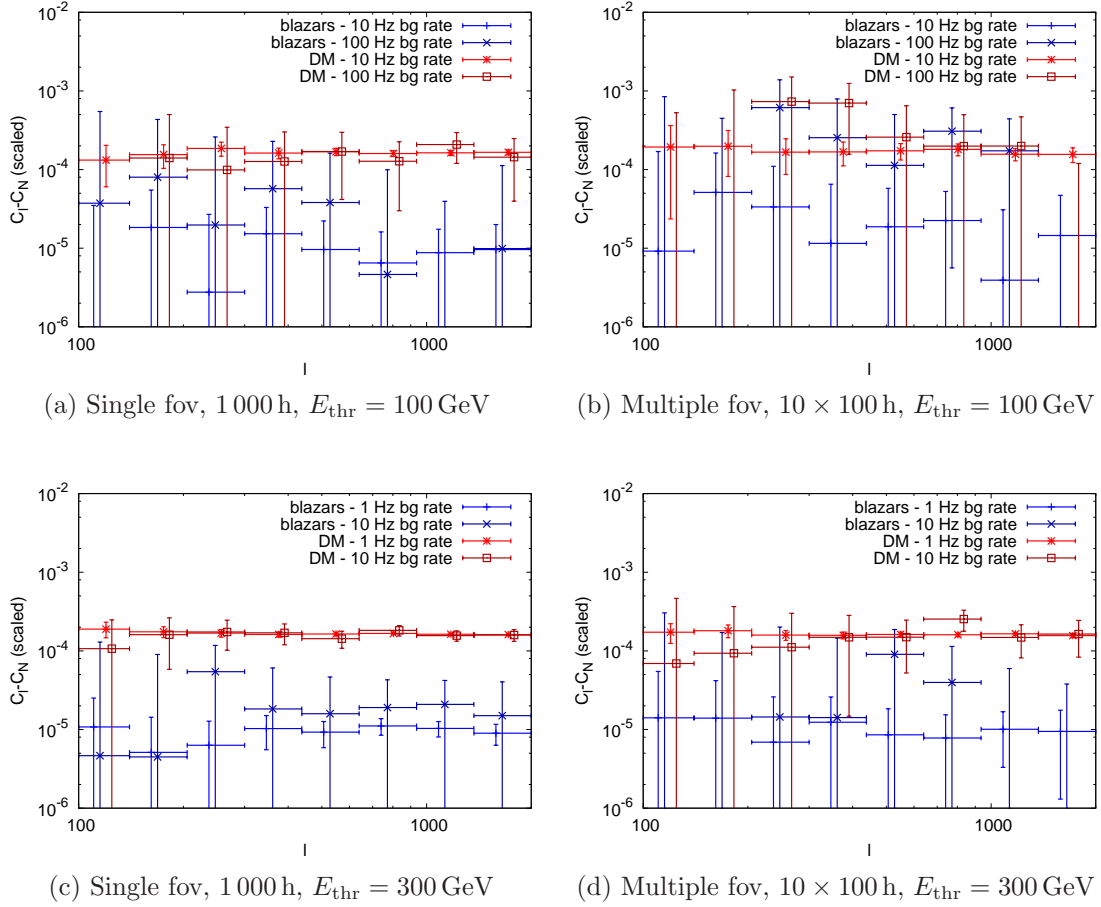 10^-2
10^-3
10^-4
10^-5
10^-6
C_l-C_N (scaled)
blazars - 10 Hz bg rate
blazars - 100 Hz bg rate
DM - 10 Hz bg rate
DM - 100 Hz bg rate
100
1000
l
(a) Single fov, 1 000 h, E_thr = 100 GeV
10^-2
10^-3
10^-4
10^-5
10^-6
C_l-C_N (scaled)
blazars - 10 Hz bg rate
blazars - 100 Hz bg rate
DM - 10 Hz bg rate
DM - 100 Hz bg rate
100
1000
l
(b) Multiple fov, 10 × 100 h, E_thr = 100 GeV
10^-2
10^-3
10^-4
10^-5
10^-6
C_l-C_N (scaled)
blazars - 1 Hz bg rate
blazars - 10 Hz bg rate
DM - 1 Hz bg rate
DM - 10 Hz bg rate
100
1000
l
(c) Single fov, 1 000 h, E_thr = 300 GeV
10^-2
10^-3
10^-4
10^-5
10^-6
C_l-C_N (scaled)
blazars - 1 Hz bg rate
blazars - 10 Hz bg rate
DM - 1 Hz bg rate
DM - 10 Hz bg rate
100
1000
l
(d) Multiple fov, 10 × 100 h, E_thr = 300 GeV